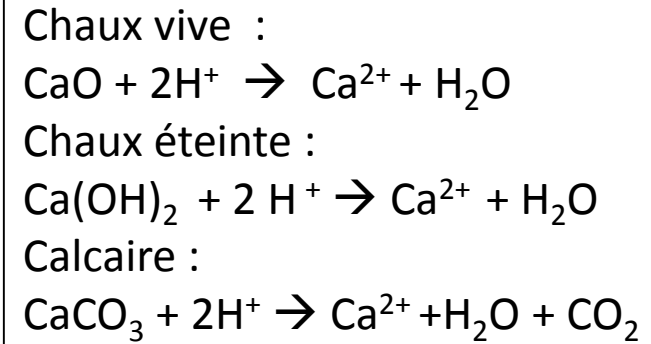 Chaux vive :
CaO + 2H⁺ → Ca²⁺ + H₂O
Chaux éteinte :
Ca(OH)₂ + 2 H⁺ → Ca²⁺ + H₂O
Calcaire :
CaCO₃ + 2H⁺ → Ca²⁺ +H₂O + CO₂